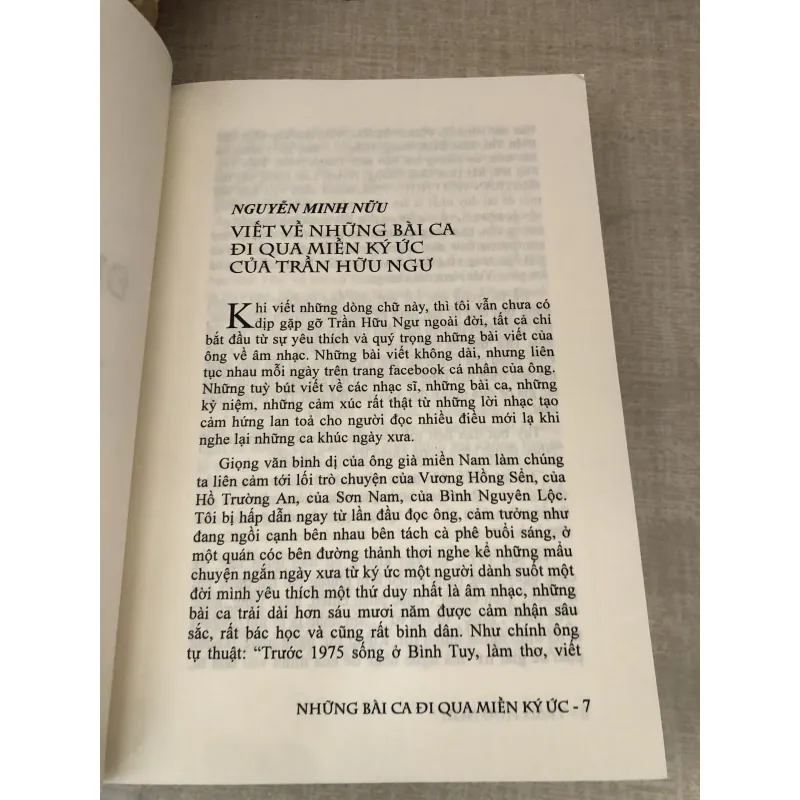 NGUYỄN MINH NỮU
VIẾT VỀ NHỮNG BÀI CA
ĐI QUA MIỀN KÝ ỨC
CỦA TRẦN HỮU NGƯ
Khi viết những dòng chữ này, thì tôi vẫn chưa có
dịp gặp gỡ Trần Hữu Ngư ngoài đời, tất cả chỉ
bắt đầu từ sự yêu thích và quý trọng những bài viết của
ông về âm nhạc. Những bài viết không dài, nhưng liên
tục nhau mỗi ngày trên trang facebook cá nhân của ông.
Những tuỳ bút viết về các nhạc sĩ, những bài ca, những
kỷ niệm, những cảm xúc rất thật từ những lời nhạc tạo
cảm hứng lan toả cho người đọc nhiều điều mới lạ khi
nghe lại những ca khúc ngày xưa.
Giọng văn bình dị của ông già miền Nam làm chúng
ta liên cảm tới lối trò chuyện của Vương Hồng Sển, của
Hồ Trường An, của Sơn Nam, của Bình Nguyên Lộc.
Tôi bị hấp dẫn ngay từ lần đầu đọc ông, cảm tưởng như
đang ngồi cạnh bên nhau bên tách cà phê buổi sáng, ở
một quán cóc bên đường thảnh thơi nghe kể những mẩu
chuyện ngắn ngày xưa từ ký ức một người dành suốt một
đời mình yêu thích một thứ duy nhất là âm nhạc, những
bài ca trải dài hơn sáu mươi năm được cảm nhận sâu
sắc, rất bác học và cũng rất bình dân. Như chính ông
tự thuật: “Trước 1975 sống ở Bình Tuy, làm thơ, viết
NHỮNG BÀI CA ĐI QUA MIỀN KÝ ỨC - 7